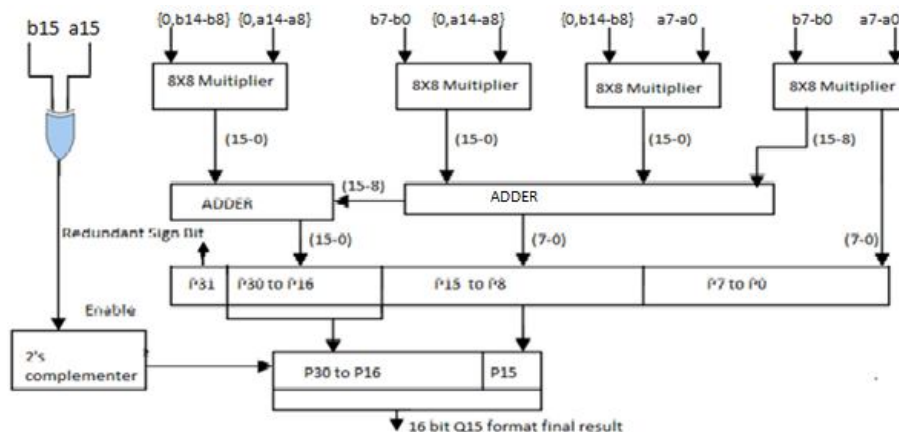 b15 a15
{0,b14-b8} {0,a14-a8} b7-b0 {0,a14-a8} {0,b14-b8} a7-a0 b7-b0 a7-a0
8X8 Multiplier 8X8 Multiplier 8X8 Multiplier 8X8 Multiplier
(15-0) (15-0) (15-0) (15-8)
(15-8)
ADDER ADDER
Redundant Sign Bit (15-0) (7-0) (7-0)
P31 P30 to P16 P15 to P8 P7 to P0
Enable
2's
complementer
P30 to P16 P15
16 bit Q15 format final result